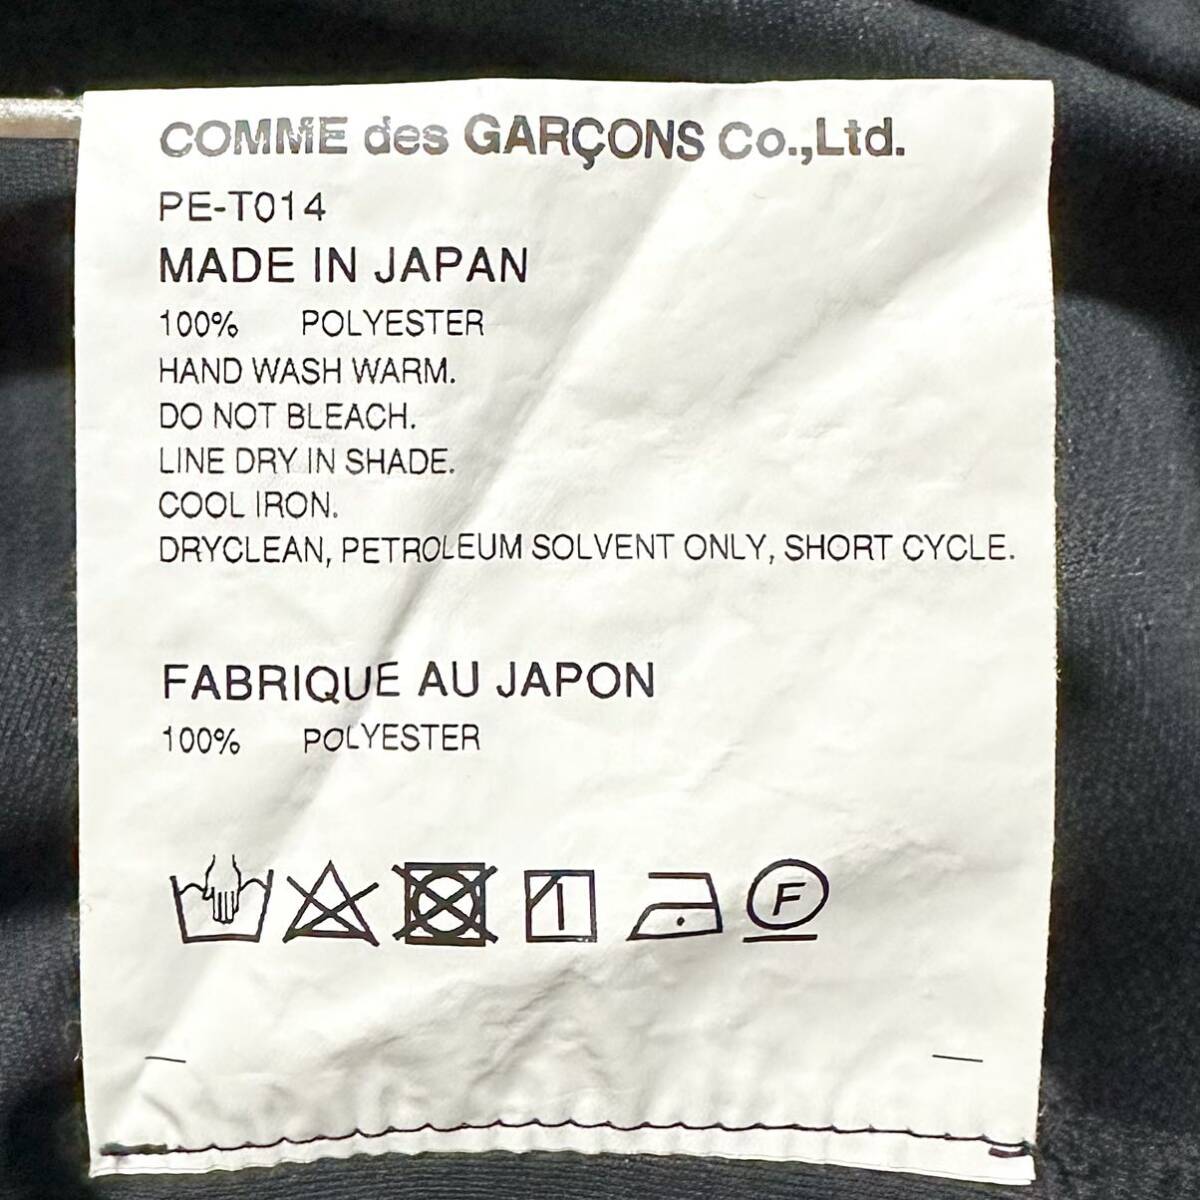 COMME des GARÇONS Co.,Ltd.
PE-T014
MADE IN JAPAN
100% POLYESTER
HAND WASH WARM.
DO NOT BLEACH.
LINE DRY IN SHADE.
COOL IRON.
DRYCLEAN, PETROLEUM SOLVENT ONLY, SHORT CYCLE.
FABRIQUE AU JAPON
100% POLYESTER
F